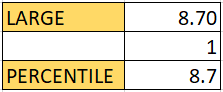 LARGE 8.70
1
PERCENTILE 8.7